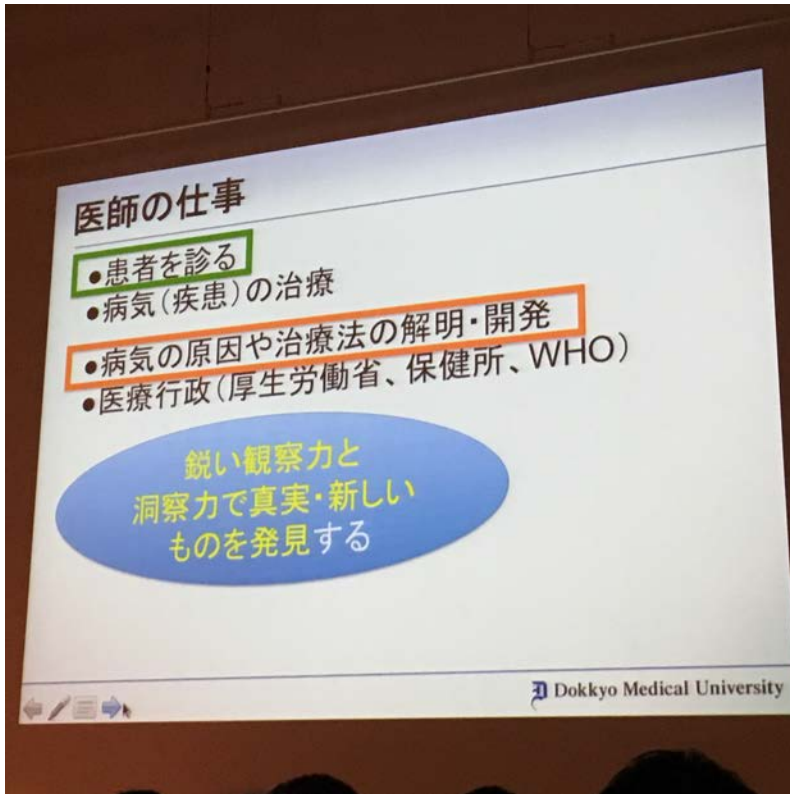 医師の仕事
●患者を診る
●病気(疾患)の治療
●病気の原因や治療法の解明・開発
●医療行政(厚生労働省、保健所、WHO)
鋭い観察力と
洞察力で真実・新しい
ものを発見する
Dokkyo Medical University